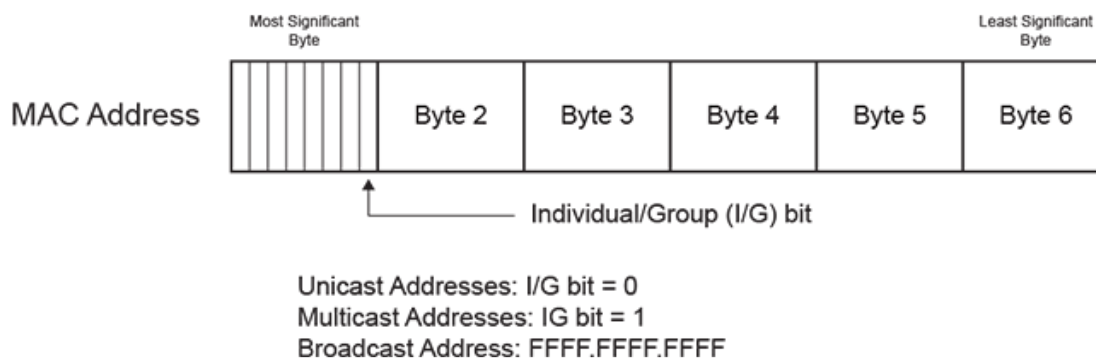 Most Significant
Byte
Least Significant
Byte
MAC Address
Byte 2
Byte 3
Byte 4
Byte 5
Byte 6
Individual/Group (I/G) bit
Unicast Addresses: I/G bit = 0
Multicast Addresses: IG bit = 1
Broadcast Address: FFFF.FFFF.FFFF